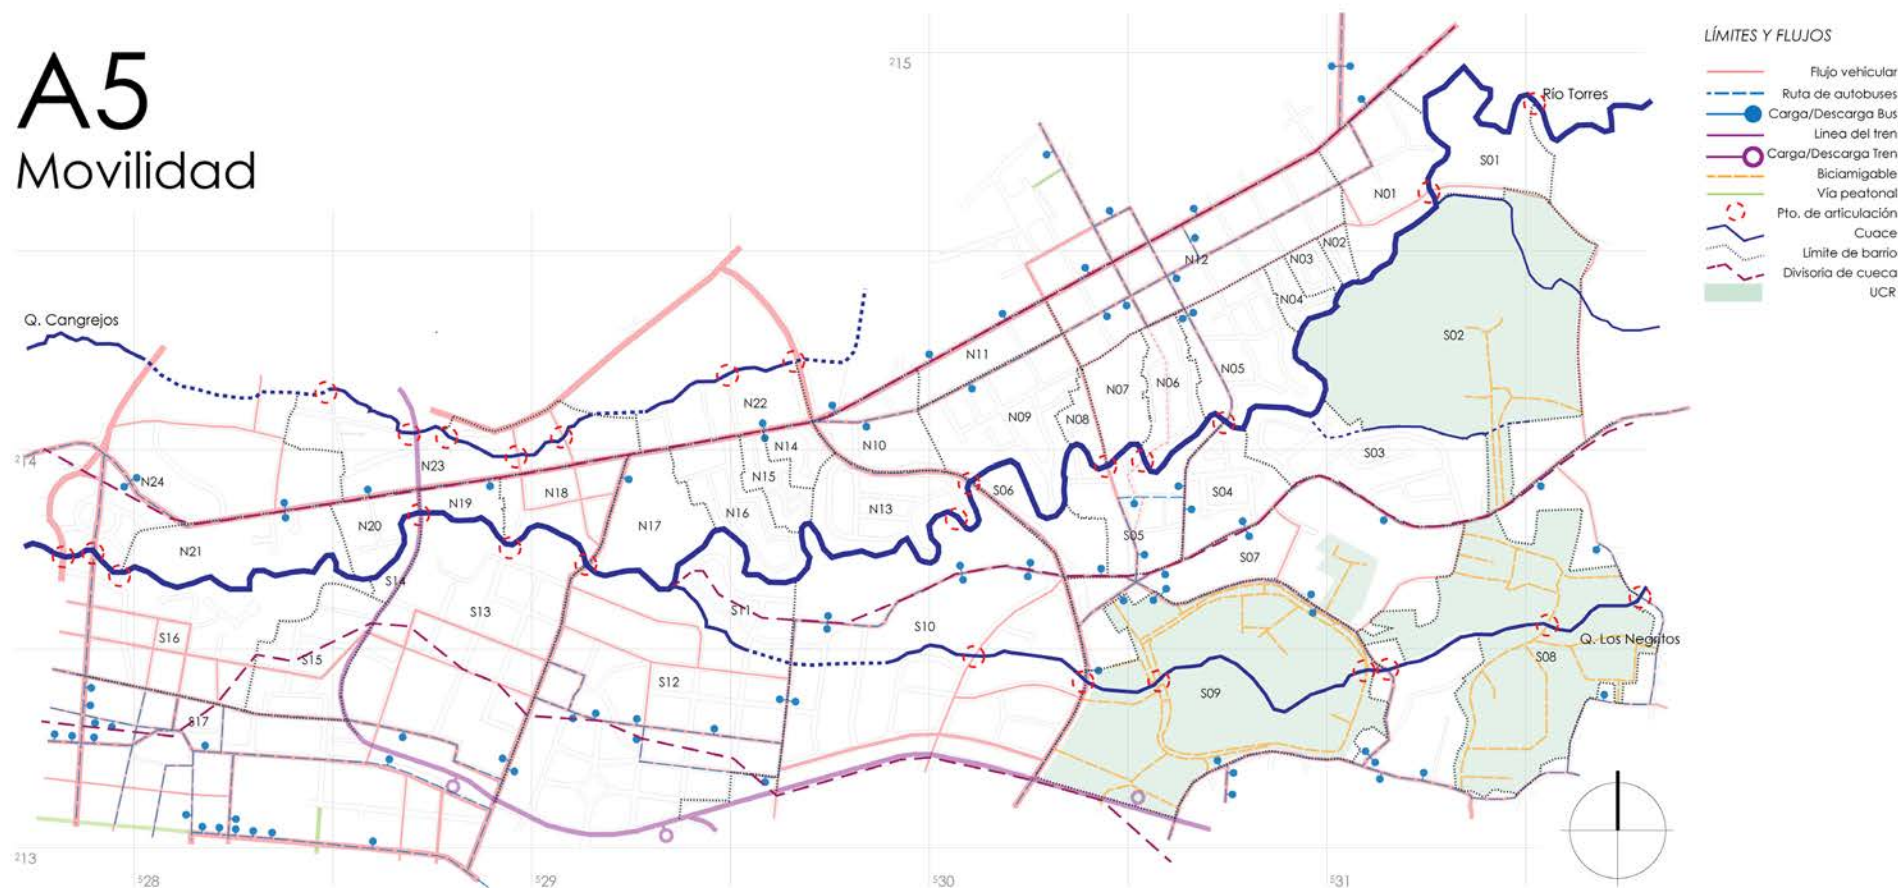 A5
Movilidad
LÍMITES Y FLUJOS
Flujo vehicular
Ruta de autobuses
Carga/Descarga Bus
Linea del tren
Carga/Descarga Tren
Biciamigable
Vía peatonal
Pto. de articulación
Cuace
Límite de barrio
Divisoria de cueca
UCR
215
Río Torres
S01
N01
N02
N12
N03
N04
Q. Cangrejos
S02
N11
N05
N06
N07
N22
N08
N09
N10
N14
S03
214
N23
N24
N15
N18
N19
S06
S04
N13
N16
N17
N20
S05
N21
S07
S14
S11
S13
S10
S16
Q. Los Negritos
S08
S15
S12
S09
S17
213
528
529
530
531